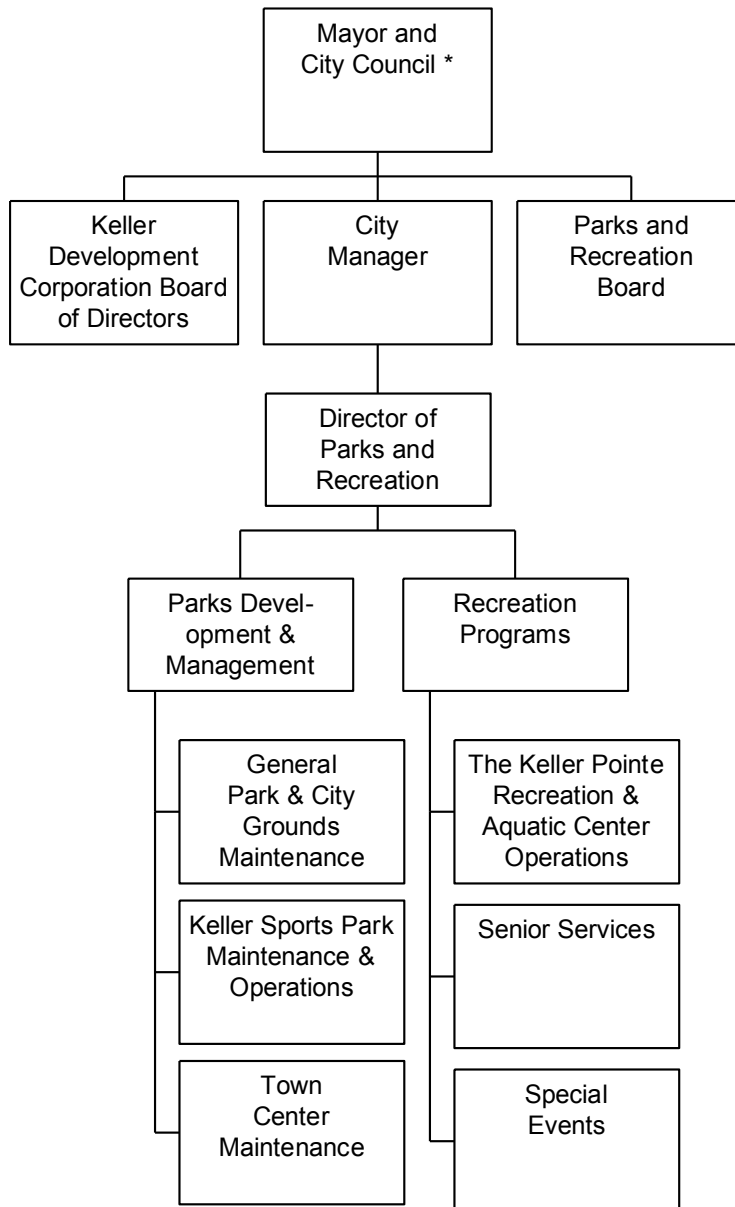 Mayor and
City Council *
Keller
Development
Corporation Board
of Directors
City
Manager
Parks and
Recreation
Board
Director of
Parks and
Recreation
Parks Devel-
opment &
Management
Recreation
Programs
General
Park & City
Grounds
Maintenance
The Keller Pointe
Recreation &
Aquatic Center
Operations
Keller Sports Park
Maintenance &
Operations
Senior Services
Town
Center
Maintenance
Special
Events